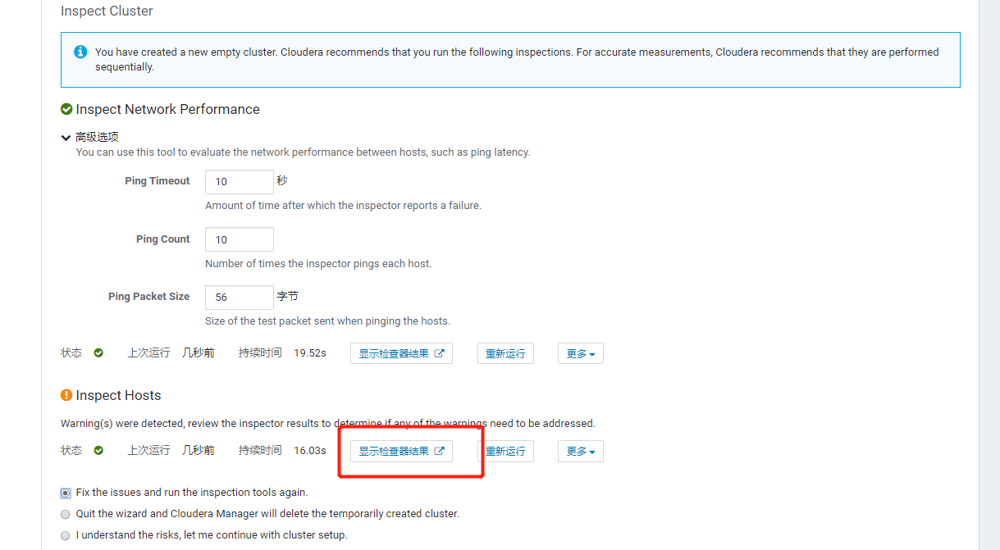 Inspect Cluster
You have created a new empty cluster. Cloudera recommends that you run the following inspections. For accurate measurements, Cloudera recommends that they are performed
sequentially.
Inspect Network Performance
高级选项
You can use this tool to evaluate the network performance between hosts, such as ping latency.
Ping Timeout 10 秒
Amount of time after which the inspector reports a failure.
Ping Count 10
Number of times the inspector pings each host.
Ping Packet Size 56 字节
Size of the test packet sent when pinging the hosts.
状态 上次运行 几秒前 持续时间 19.52s 显示检查器结果 重新运行 更多
Inspect Hosts
Warning(s) were detected, review the inspector results to determine if any of the warnings need to be addressed.
状态 上次运行 几秒前 持续时间 16.03s 显示检查器结果 重新运行 更多
Fix the issues and run the inspection tools again.
Quit the wizard and Cloudera Manager will delete the temporarily created cluster.
I understand the risks, let me continue with cluster setup.